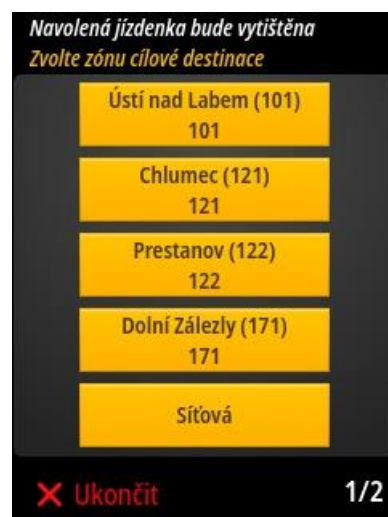 Navolená jízdenka bude vytištěna
Zvolte zónu cílové destinace
Ústí nad Labem (101)
101
Chlumec (121)
121
Prestanov (122)
122
Dolní Zálezly (171)
171
Síťová
Ukončit 1/2